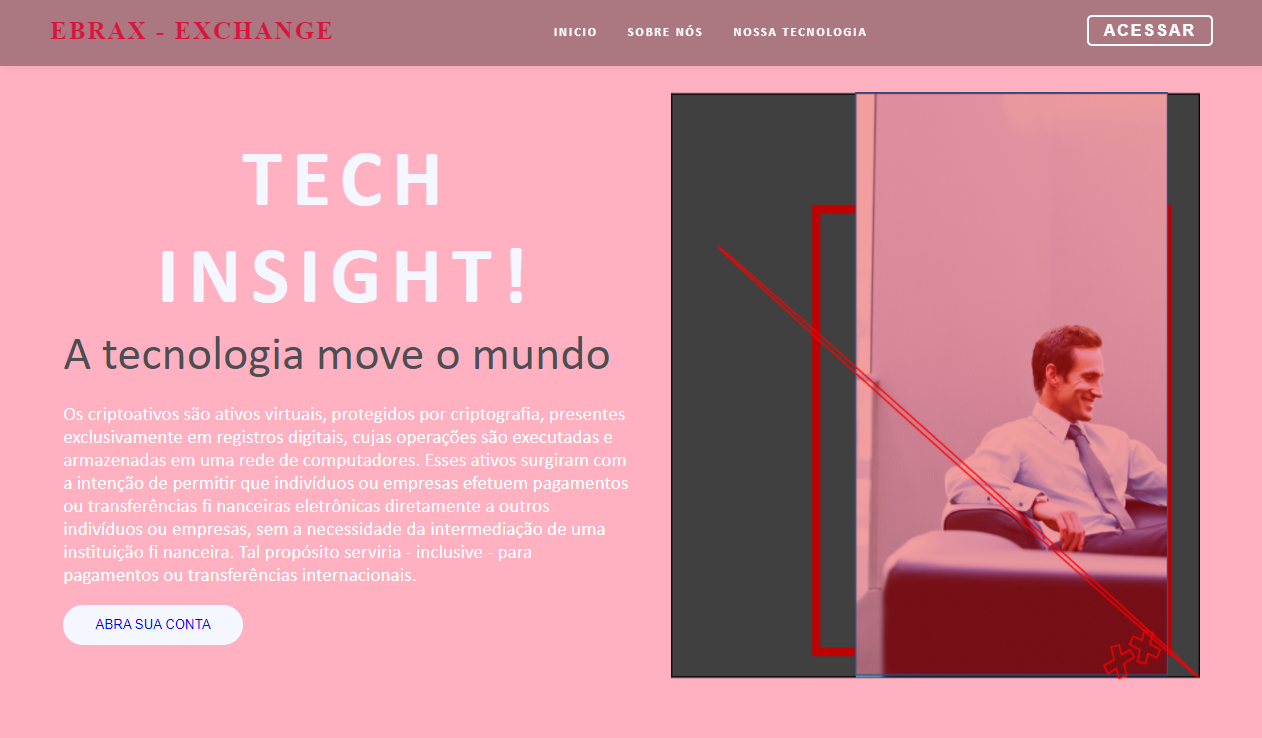 EBRAX - EXCHANGE
INICIO
SOBRE NÓS
NOSSA TECNOLOGIA
ACESSAR
TECH
INSIGHT!
A tecnologia move o mundo
Os criptoativos são ativos virtuais, protegidos por criptografia, presentes
exclusivamente em registros digitais, cujas operações são executadas e
armazenadas em uma rede de computadores. Esses ativos surgiram com
a intenção de permitir que indivíduos ou empresas efetuem pagamentos
ou transferências fi nanceiras eletrônicas diretamente a outros
indivíduos ou empresas, sem a necessidade da intermediação de uma
instituição fi nanceira. Tal propósito serviria - inclusive - para
pagamentos ou transferências internacionais.
ABRA SUA CONTA